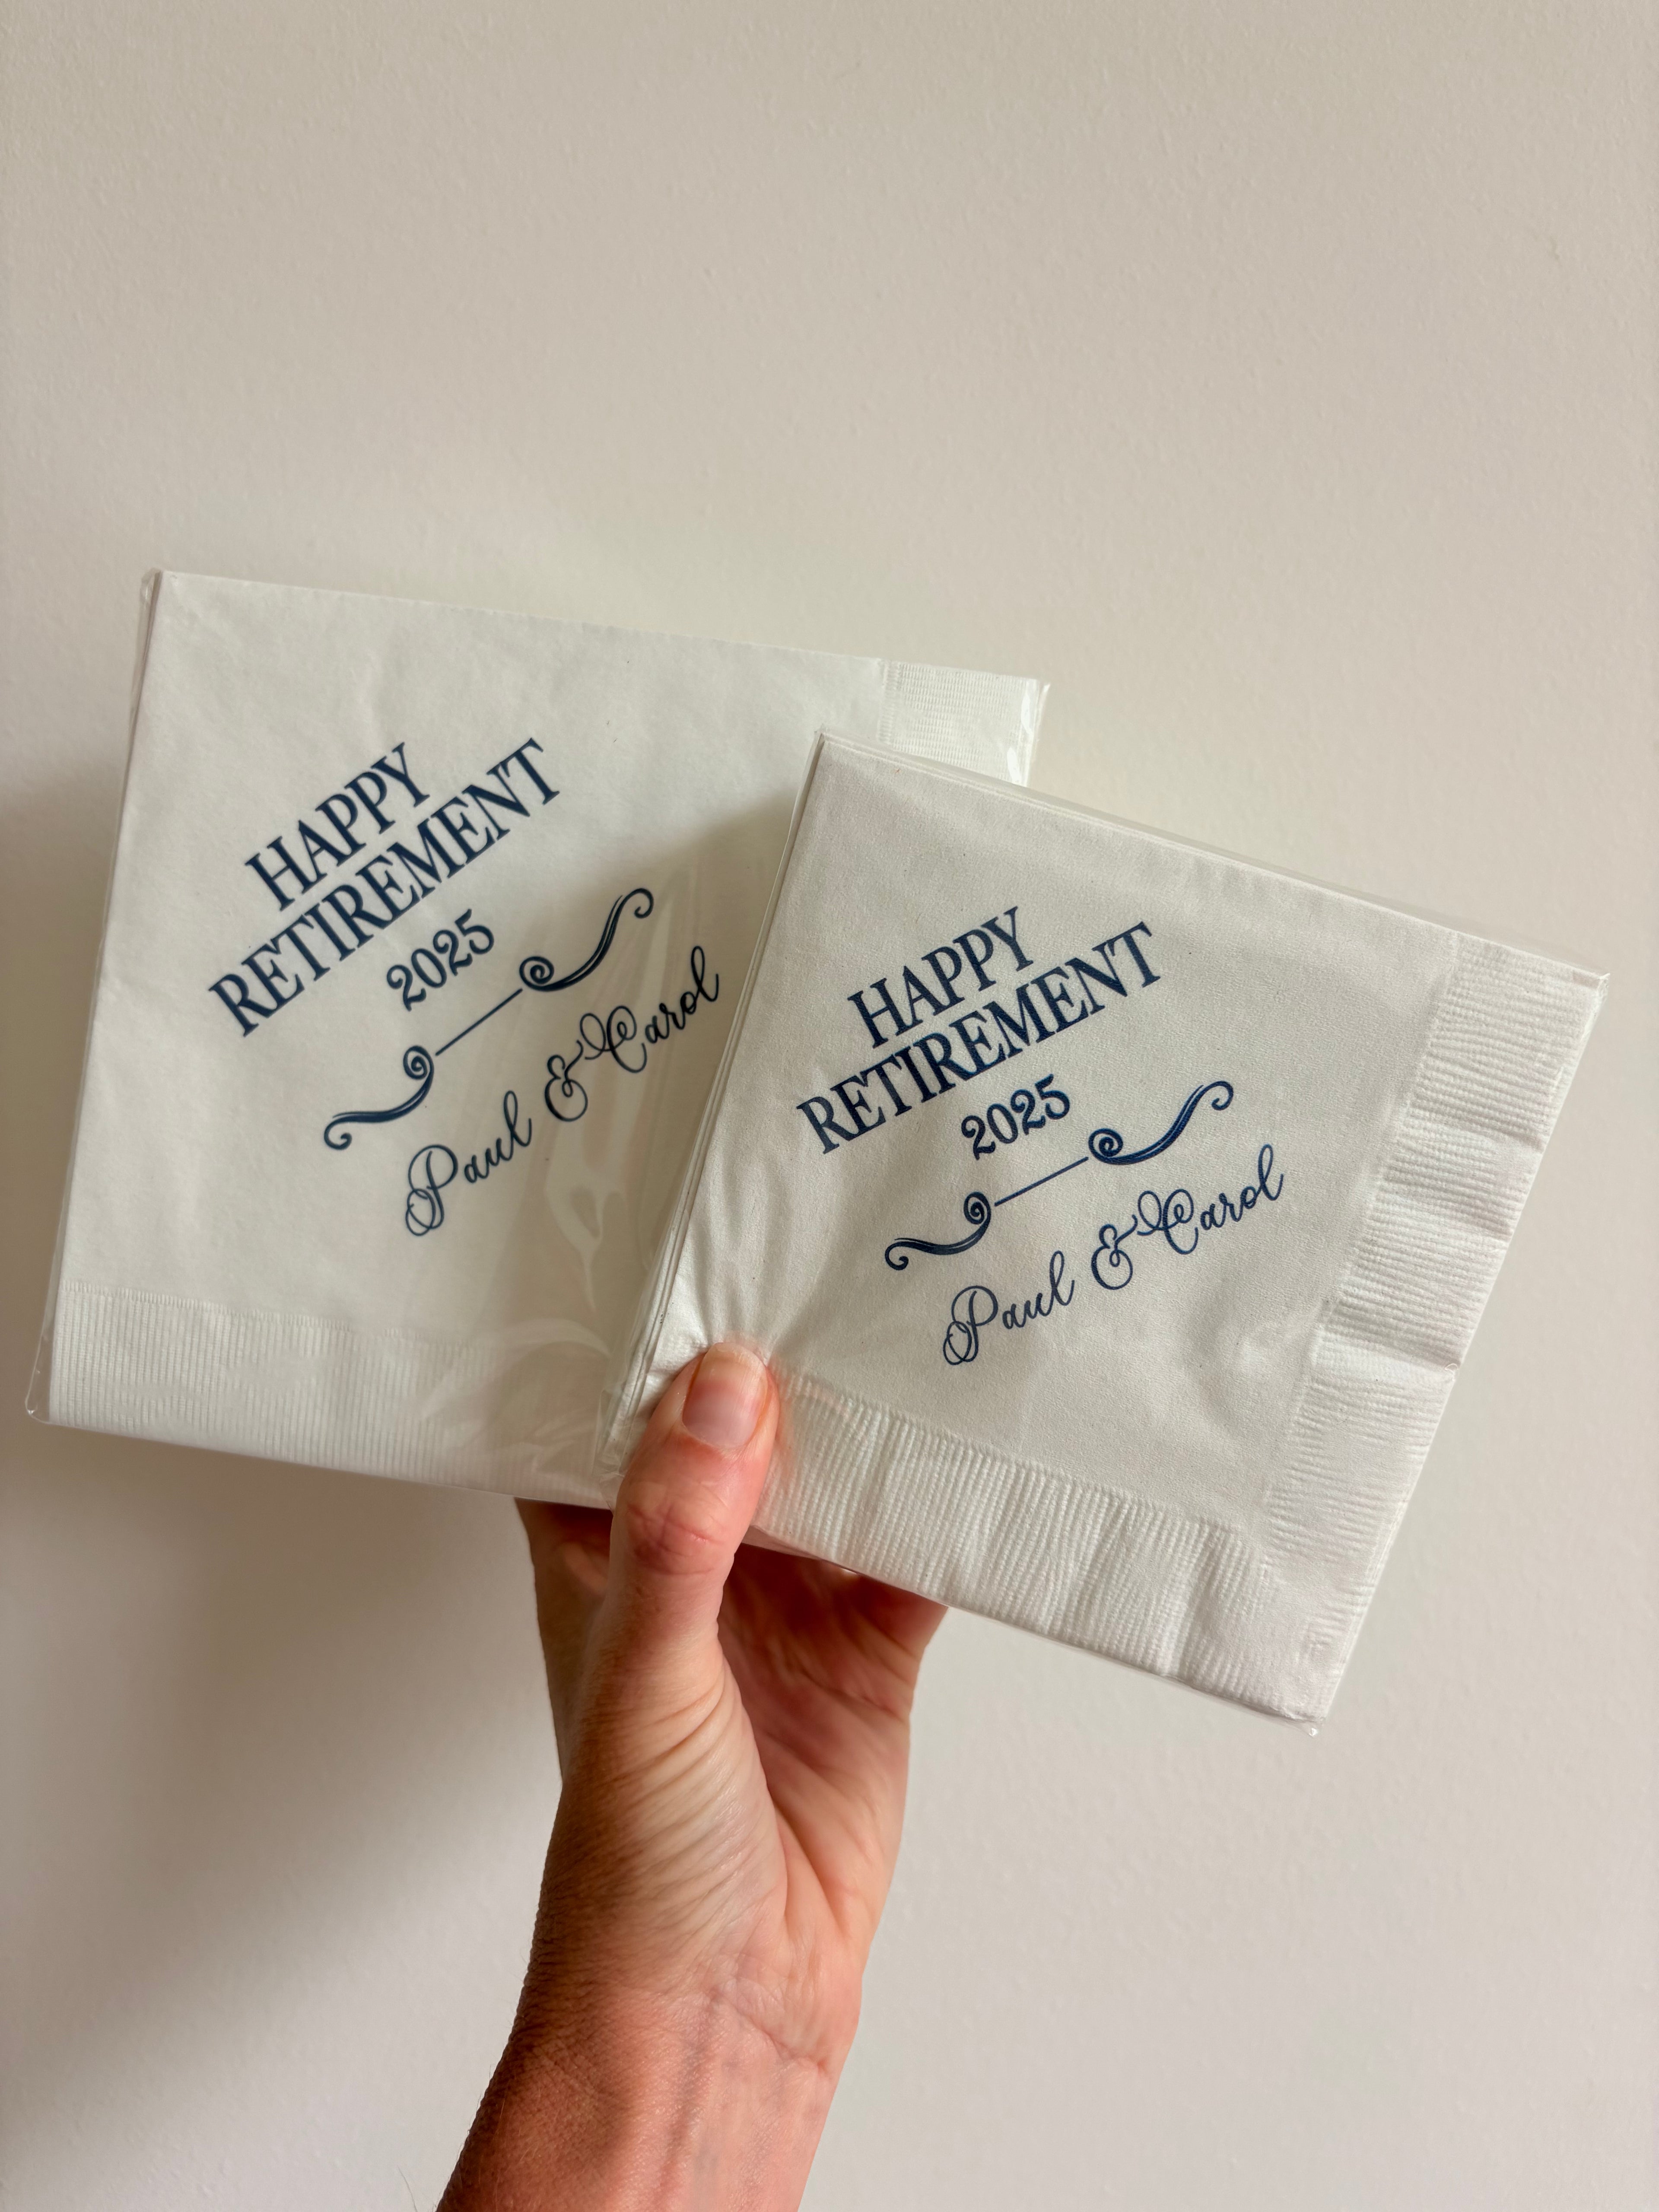 HAPPY
RETIREMENT
2025
Paul & Carol
HAPPY
RETIREMENT
2025
Paul & Carol